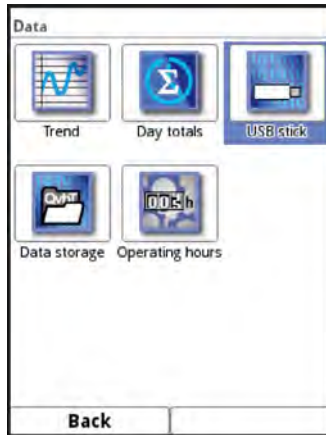 Data
Trend
Day totals
USB stick
Σ
Data storage
Operating hours
h
Back